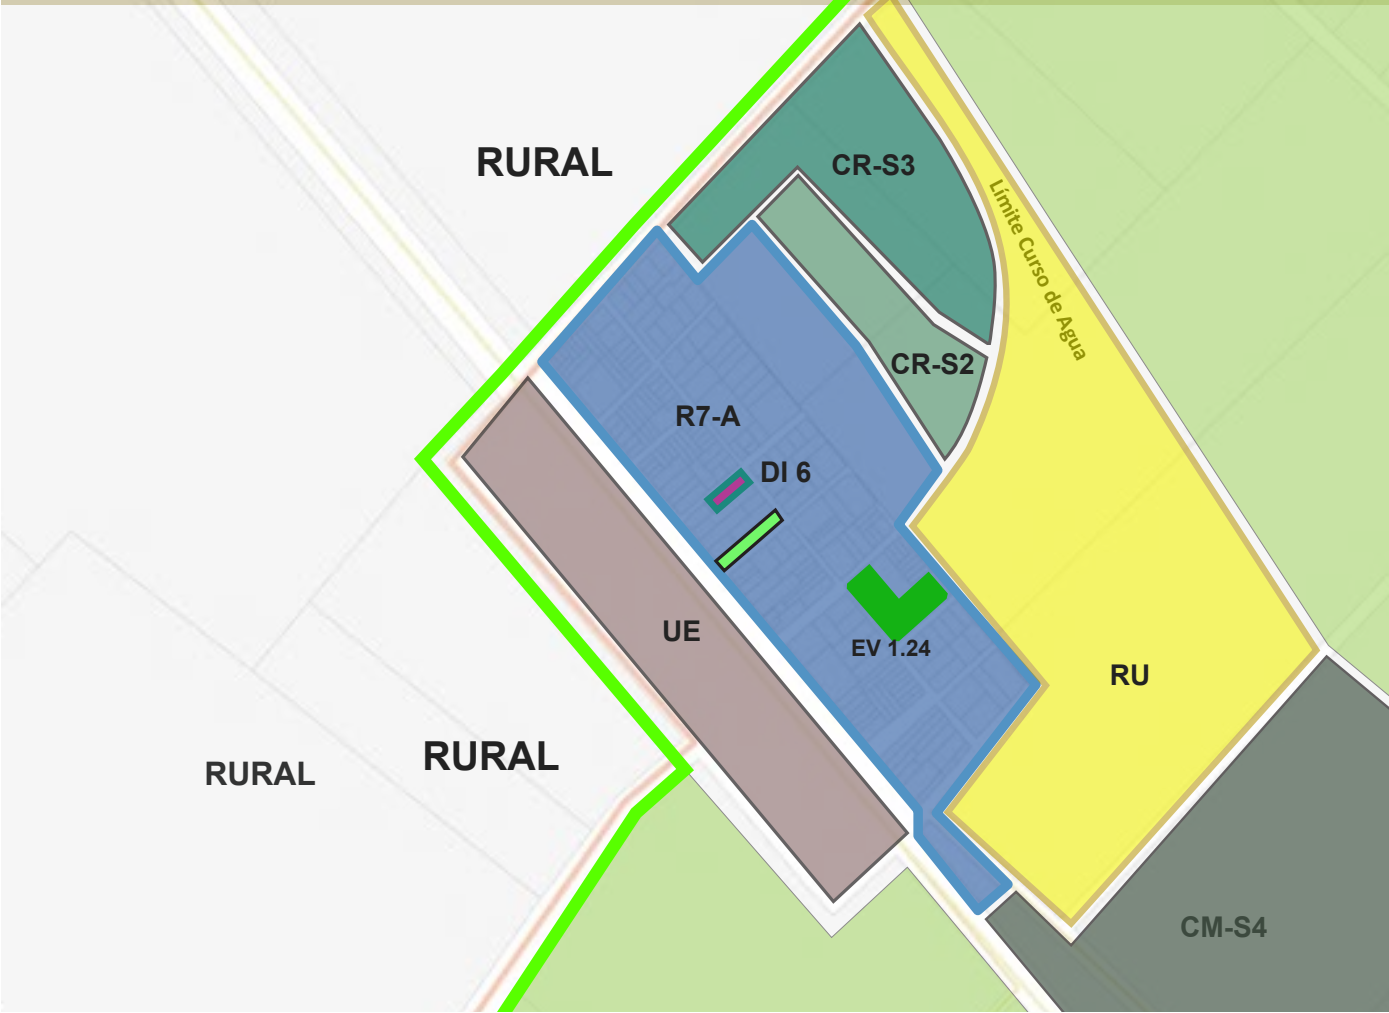 RURAL
CR-S3
Límite Curso de Agua
CR-S2
R7-A
DI 6
UE
EV 1.24
RU
RURAL
RURAL
CM-S4